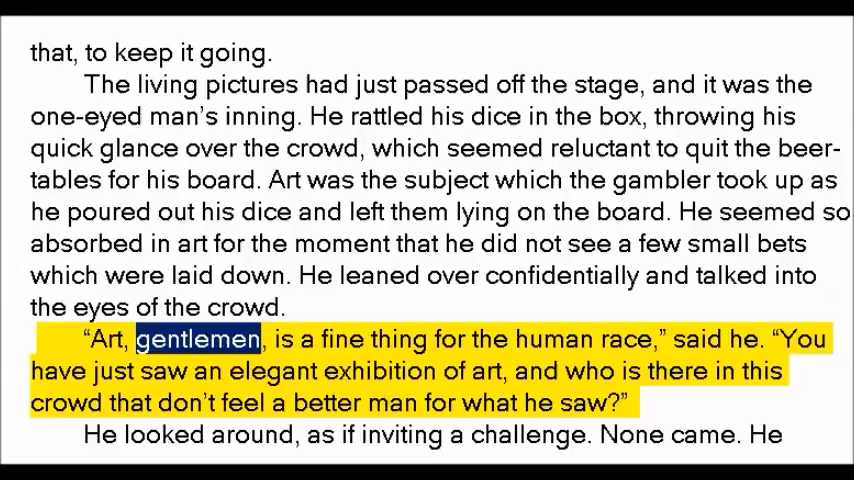 that, to keep it going.
The living pictures had just passed off the stage, and it was the
one-eyed man’s inning. He rattled his dice in the box, throwing his
quick glance over the crowd, which seemed reluctant to quit the beer-
tables for his board. Art was the subject which the gambler took up as
he poured out his dice and left them lying on the board. He seemed so
absorbed in art for the moment that he did not see a few small bets
which were laid down. He leaned over confidentially and talked into
the eyes of the crowd.
“Art, gentlemen, is a fine thing for the human race,” said he. “You
have just saw an elegant exhibition of art, and who is there in this
crowd that don’t feel a better man for what he saw?”
He looked around, as if inviting a challenge. None came. He